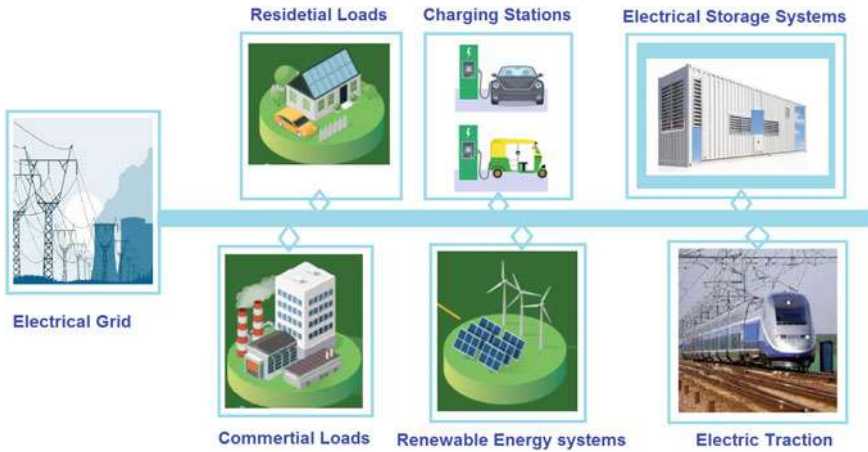 Residetial Loads
Charging Stations
Electrical Storage Systems
Electrical Grid
Commertial Loads
Renewable Energy systems
Electric Traction